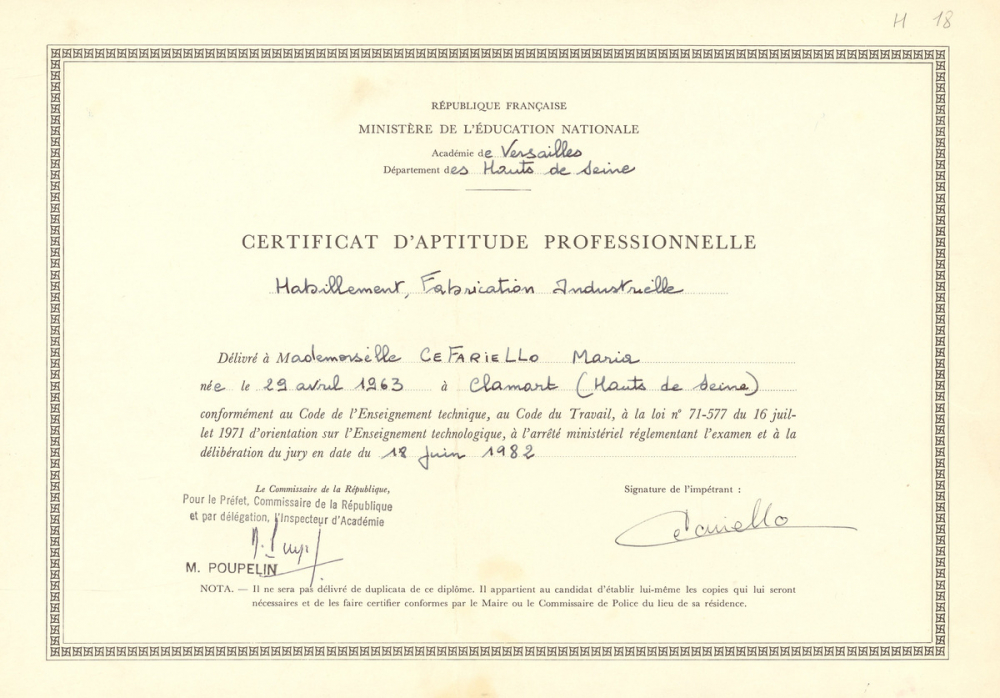 H 18
RÉPUBLIQUE FRANÇAISE
MINISTÈRE DE L'ÉDUCATION NATIONALE
Académie de Versailles
Département des Hauts de Seine
CERTIFICAT D'APTITUDE PROFESSIONNELLE
Habillement, Fabrication Industrielle
Délivré à Mademoiselle CEFARIELLO Maria
née le 29 avril 1963 à Clamart (Hauts de Seine)
conformément au Code de l'Enseignement technique, au Code du Travail, à la loi n° 71-577 du 16 juil-
let 1971 d'orientation sur l'Enseignement technologique, à l'arrêté ministériel réglementant l'examen et à la
délibération du jury en date du 18 juin 1982
Le Commissaire de la République,
Pour le Préfet, Commissaire de la République
et par délégation, l'Inspecteur d'Académie
M. POUPELIN
Signature de l'impétrant :
Cefariello
NOTA. — Il ne sera pas délivré de duplicata de ce diplôme. Il appartient au candidat d'établir lui-même les copies qui lui seront
nécessaires et de les faire certifier conformes par le Maire ou le Commissaire de Police du lieu de sa résidence.